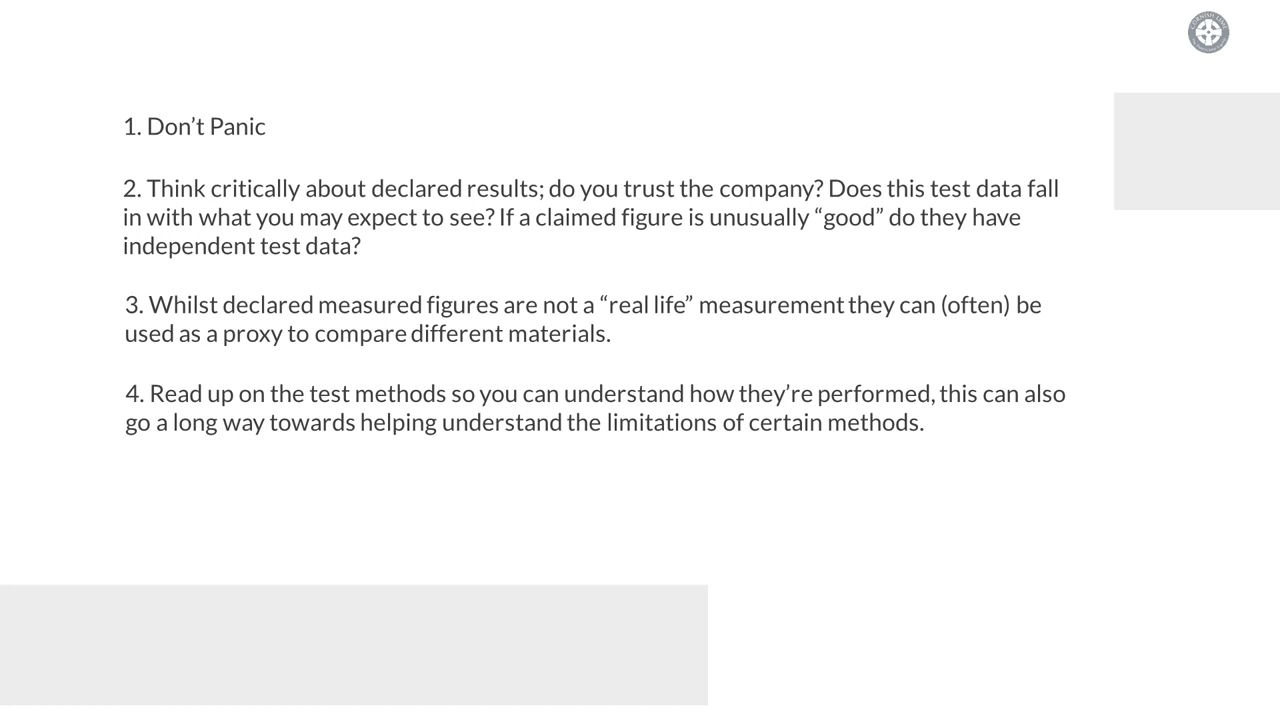 CORNISH LIME
1. Don’t Panic
2. Think critically about declared results; do you trust the company? Does this test data fall
in with what you may expect to see? If a claimed figure is unusually “good” do they have
independent test data?
3. Whilst declared measured figures are not a “real life” measurement they can (often) be
used as a proxy to compare different materials.
4. Read up on the test methods so you can understand how they’re performed, this can also
go a long way towards helping understand the limitations of certain methods.